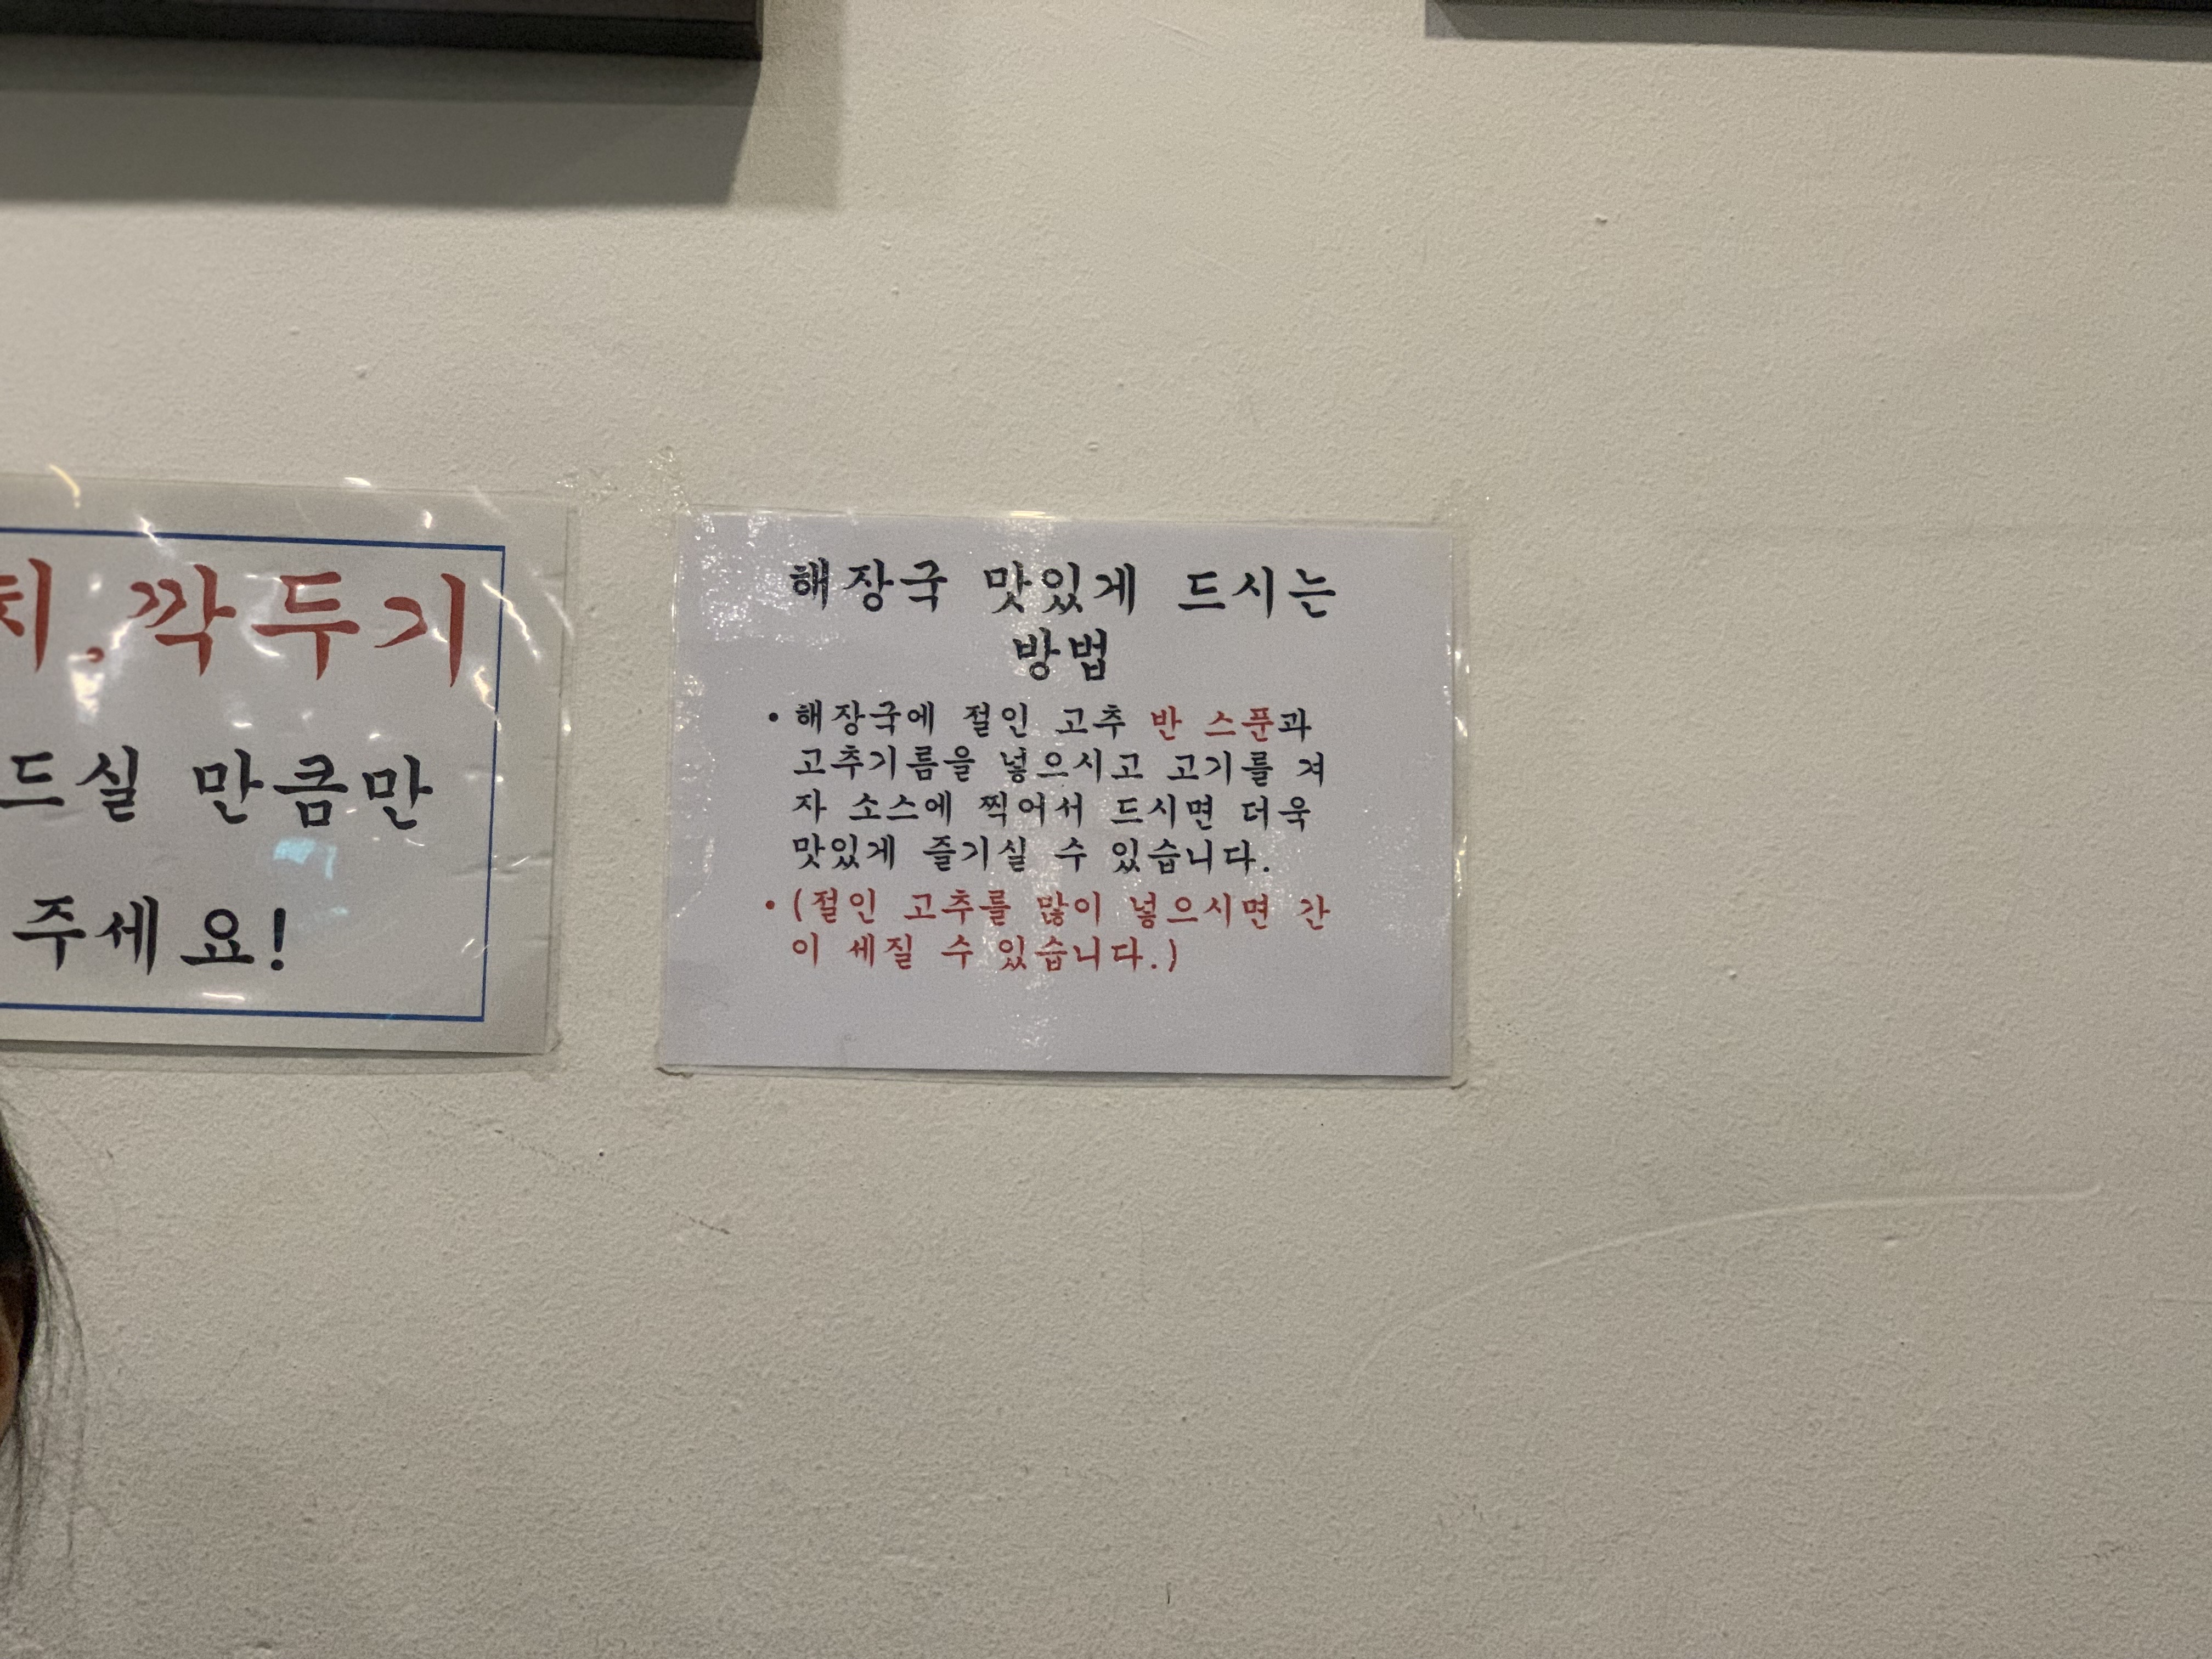 깍두기
드실 만큼만
주세요!
해장국 맛있게 드시는
방법
• 해장국에 절인 고추 반 스푼과
고추기름을 넣으시고 고기를 겨
자 소스에 찍어서 드시면 더욱
맛있게 즐기실 수 있습니다.
• (절인 고추를 많이 넣으시면 간
이 세질 수 있습니다.)